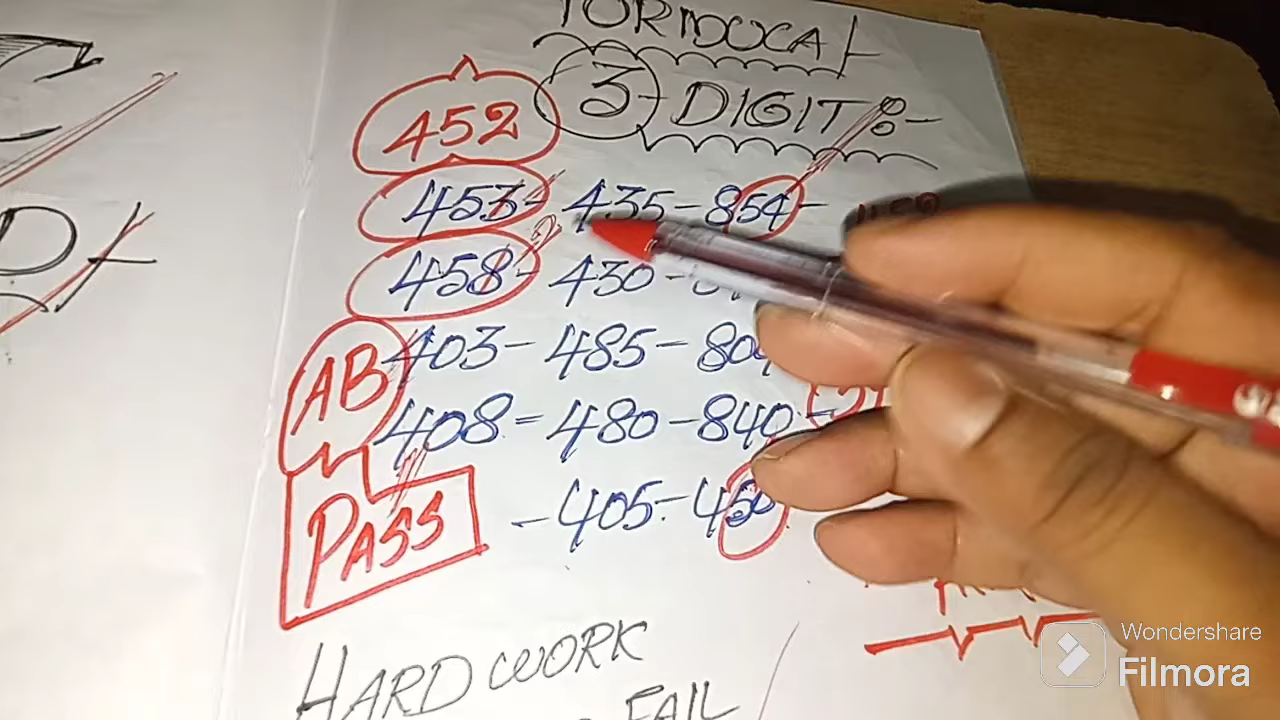 3 - DIGIT :-
452
453 - 435 - 854 -
458 - 430 -
403 - 485 - 804
408 = 480 - 840 -
AB
PASS
- 405 - 450
HARD WORK
FAIL
Wondershare
Filmora